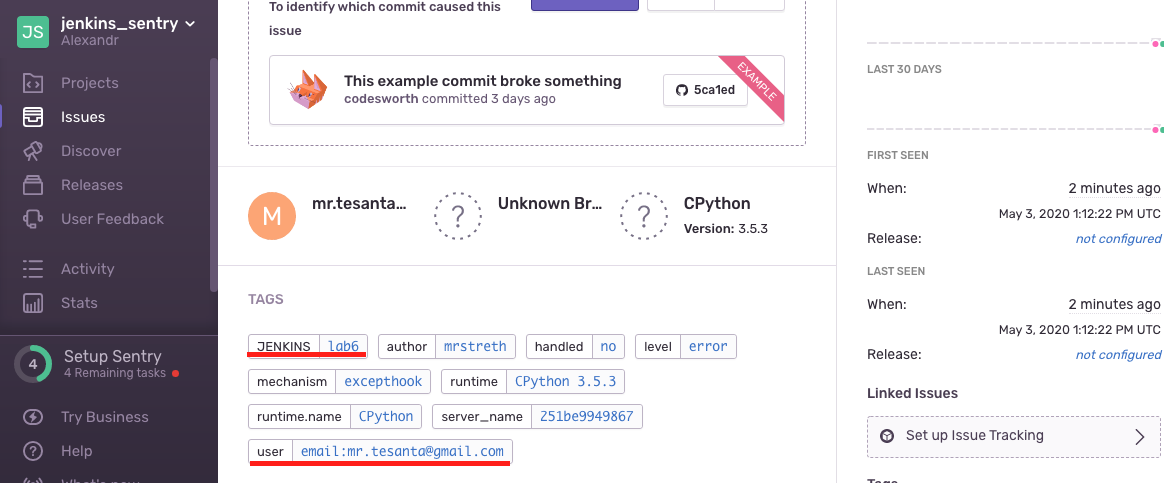 JS
jenkins_sentry
Alexandr
Projects
Issues
Discover
Releases
User Feedback
Activity
Stats
4
Setup Sentry
4 Remaining tasks
Try Business
Help
What's new
To identify which commit caused this
issue
This example commit broke something
codesworth committed 3 days ago
5ca1ed
EXAMPLE
M
mr.tesanta...
?
Unknown Br...
?
CPython
Version: 3.5.3
TAGS
JENKINS lab6 author mrstreth handled no level error
mechanism excepthook runtime CPython 3.5.3
runtime.name CPython server_name 251be9949867
user email:mr.tesanta@gmail.com
LAST 30 DAYS
FIRST SEEN
When: 2 minutes ago
May 3, 2020 1:12:22 PM UTC
Release: not configured
LAST SEEN
When: 2 minutes ago
May 3, 2020 1:12:22 PM UTC
Release: not configured
Linked Issues
Set up Issue Tracking
Tags